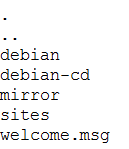 .
..
debian
debian-cd
mirror
sites
welcome.msg